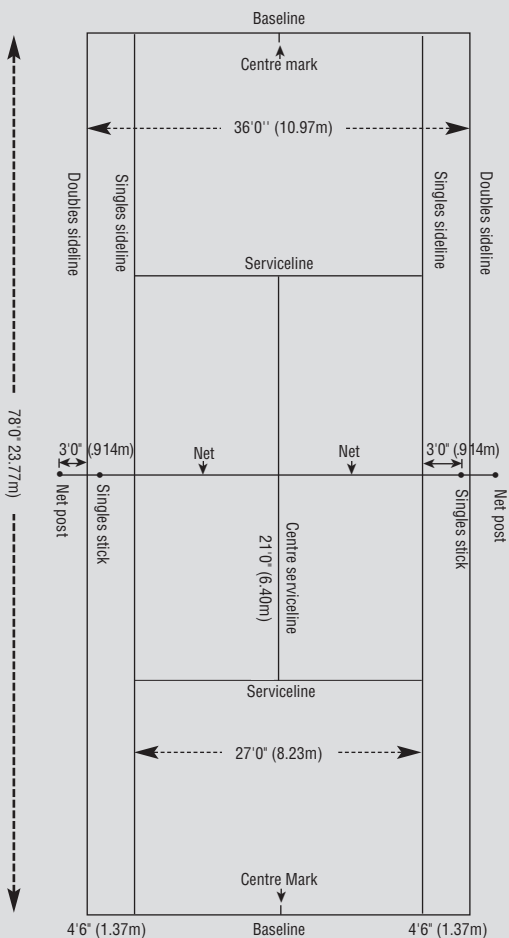 Baseline
Centre mark
36'0'' (10.97m)
Doubles sideline
Singles sideline
Singles sideline
Doubles sideline
Serviceline
78'0" 23.77m)
3'0" (.914m)
Net
Net
3'0" (.914m)
Net post
Singles stick
Centre serviceline
21'0" (6.40m)
Singles stick
Net post
Serviceline
27'0" (8.23m)
Centre Mark
4'6" (1.37m)
Baseline
4'6" (1.37m)